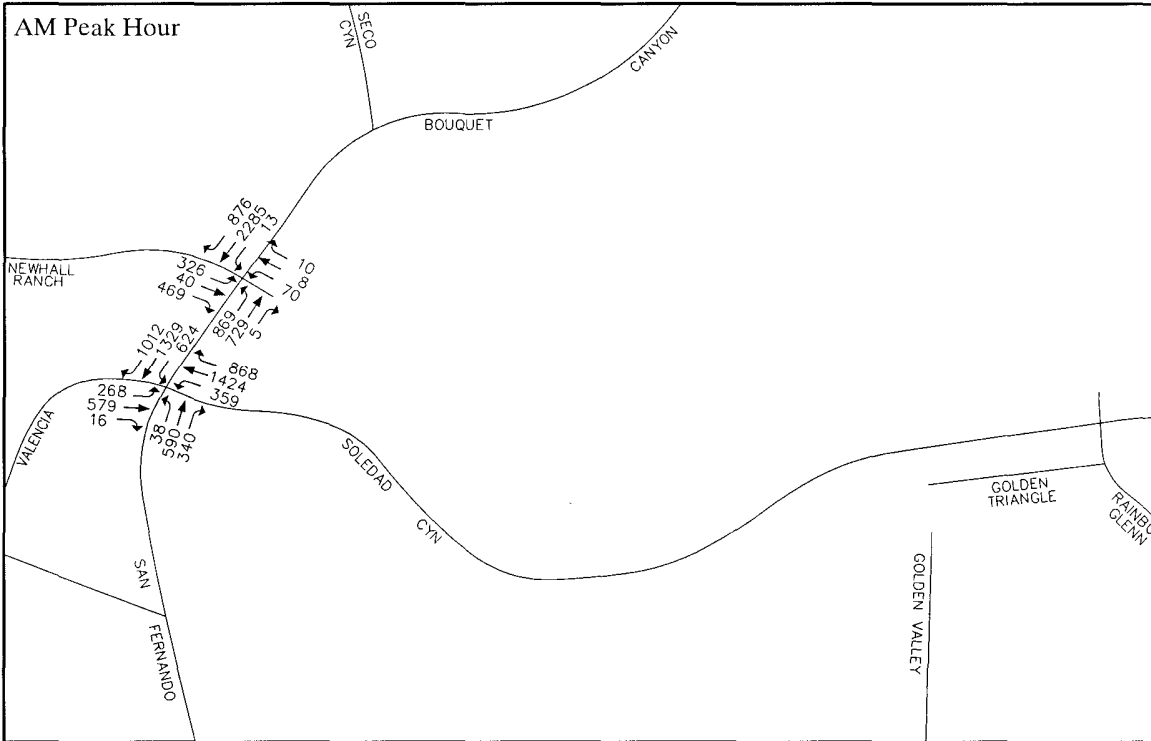 AM Peak Hour
SECO
CYN
CANYON
BOUQUET
876
2285
13
10
8
70
326
40
469
869
729
5
NEWHALL
RANCH
1012
1329
624
868
1424
359
268
579
16
38
590
340
VALENCIA
SOLEDAD
CYN
GOLDEN
TRIANGLE
RAINBO
GLENN
SAN
FERNANDO
GOLDEN VALLEY